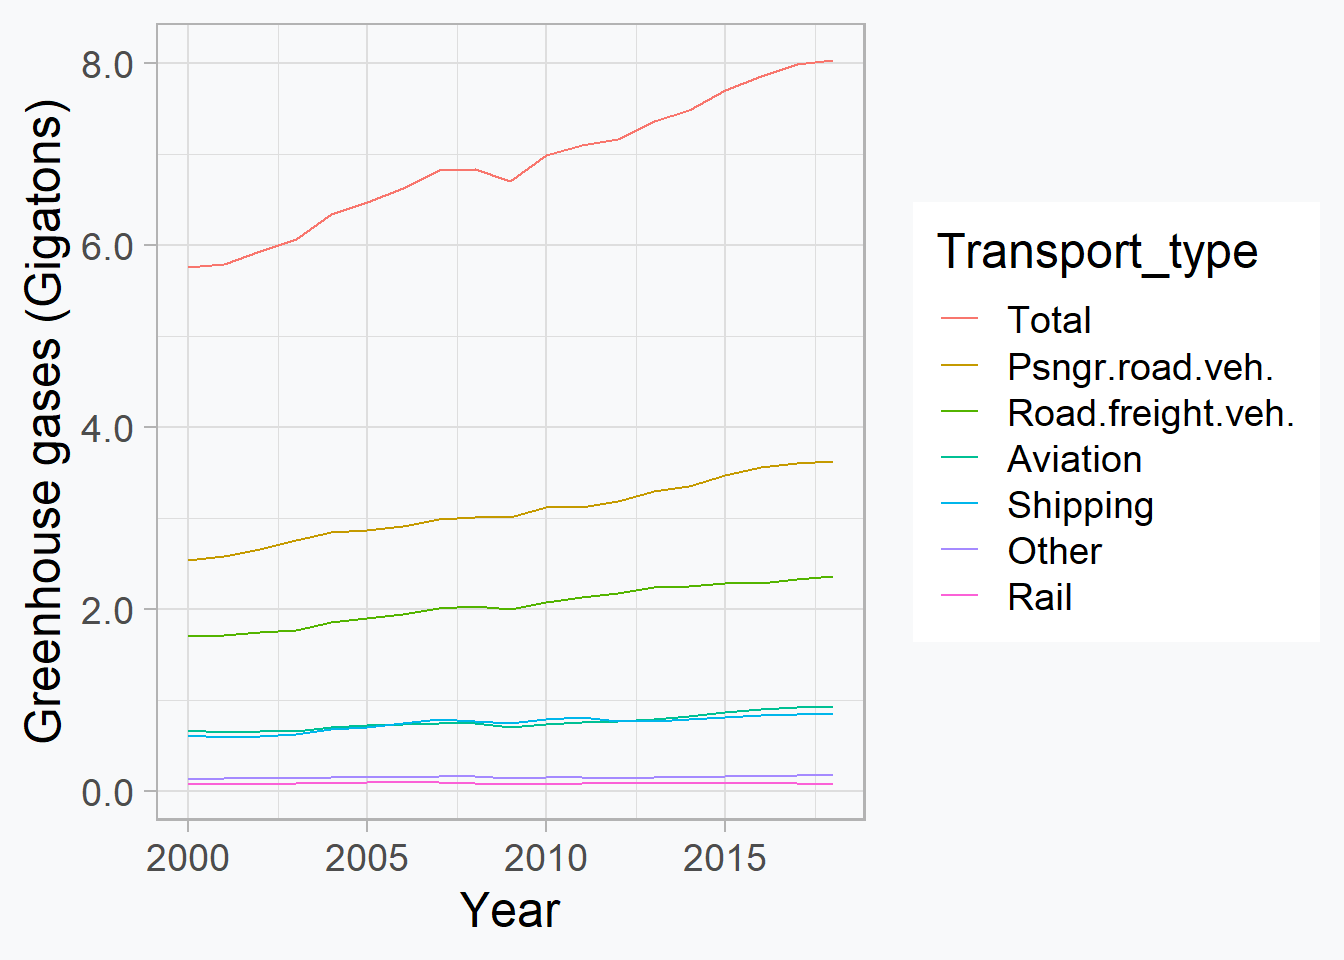 Greenhouse gases (Gigatons)
8.0
6.0
4.0
2.0
0.0
2000 2005 2010 2015
Year
Transport_type
Total
Psngr.road.veh.
Road.freight.veh.
Aviation
Shipping
Other
Rail